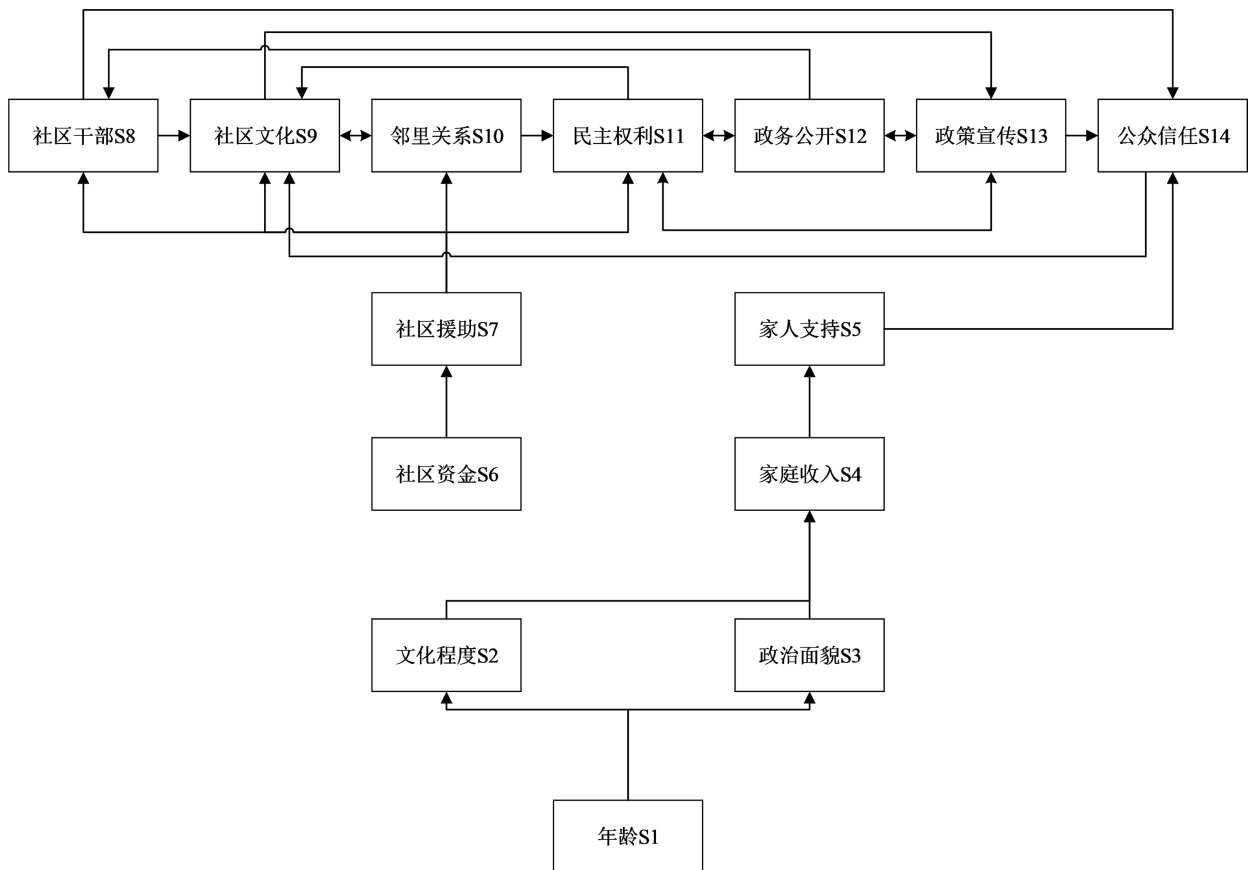 社区干部S8
社区文化S9
邻里关系S10
民主权利S11
政务公开S12
政策宣传S13
公众信任S14
社区援助S7
家人支持S5
社区资金S6
家庭收入S4
文化程度S2
政治面貌S3
年龄S1